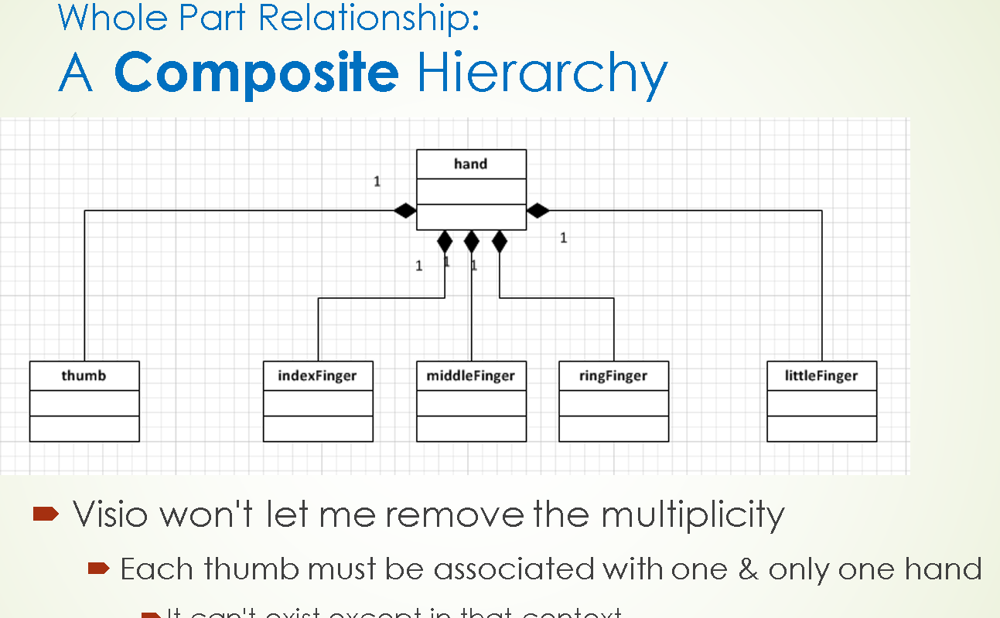 Whole Part Relationship:
A Composite Hierarchy
hand
1
1
1
1
1
thumb
indexFinger
middleFinger
ringFinger
littleFinger
Visio won't let me remove the multiplicity
Each thumb must be associated with one & only one hand
It can't exist except in that context